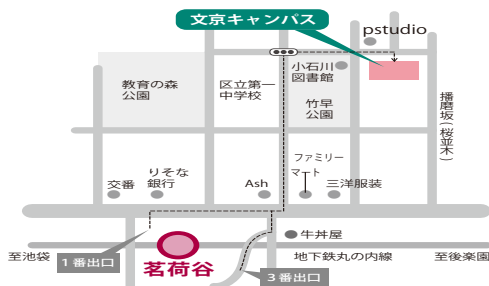 文京キャンパス
pstudio
小石川
図書館
教育の森
公園
区立第一
中学校
竹早
公園
播磨坂(桜並木)
ファミリー
マート
りそな
銀行
交番
Ash
三洋服装
牛丼屋
至池袋
1番出口
茗荷谷
3番出口
地下鉄丸の内線
至後楽園